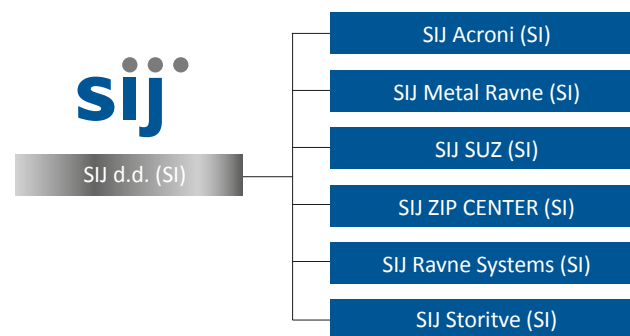 sij
SIJ d.d. (SI)
SIJ Acroni (SI)
SIJ Metal Ravne (SI)
SIJ SUZ (SI)
SIJ ZIP CENTER (SI)
SIJ Ravne Systems (SI)
SIJ Storitve (SI)